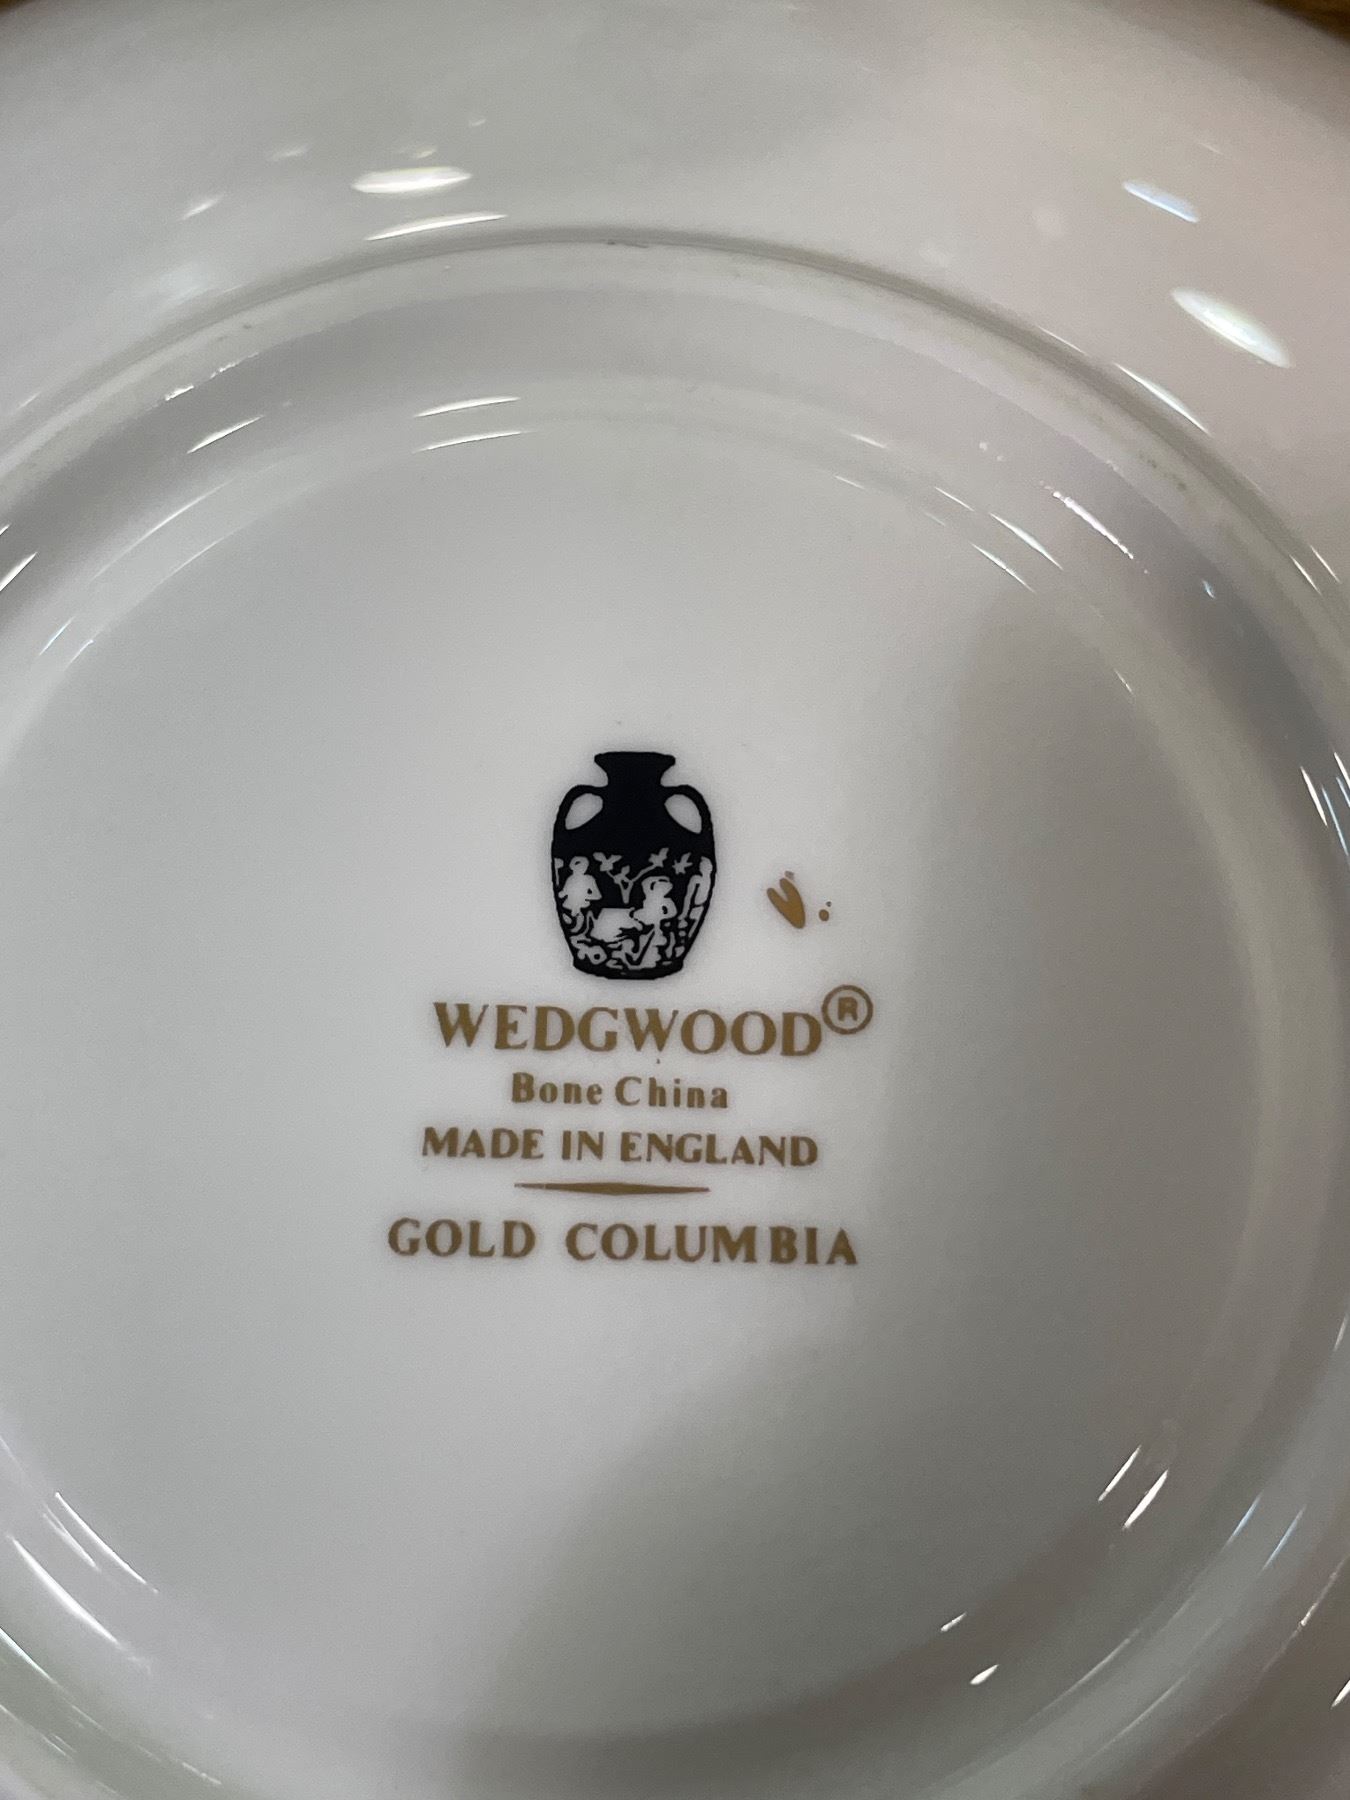 WEDGWOOD®
Bone China
MADE IN ENGLAND
GOLD COLUMBIA